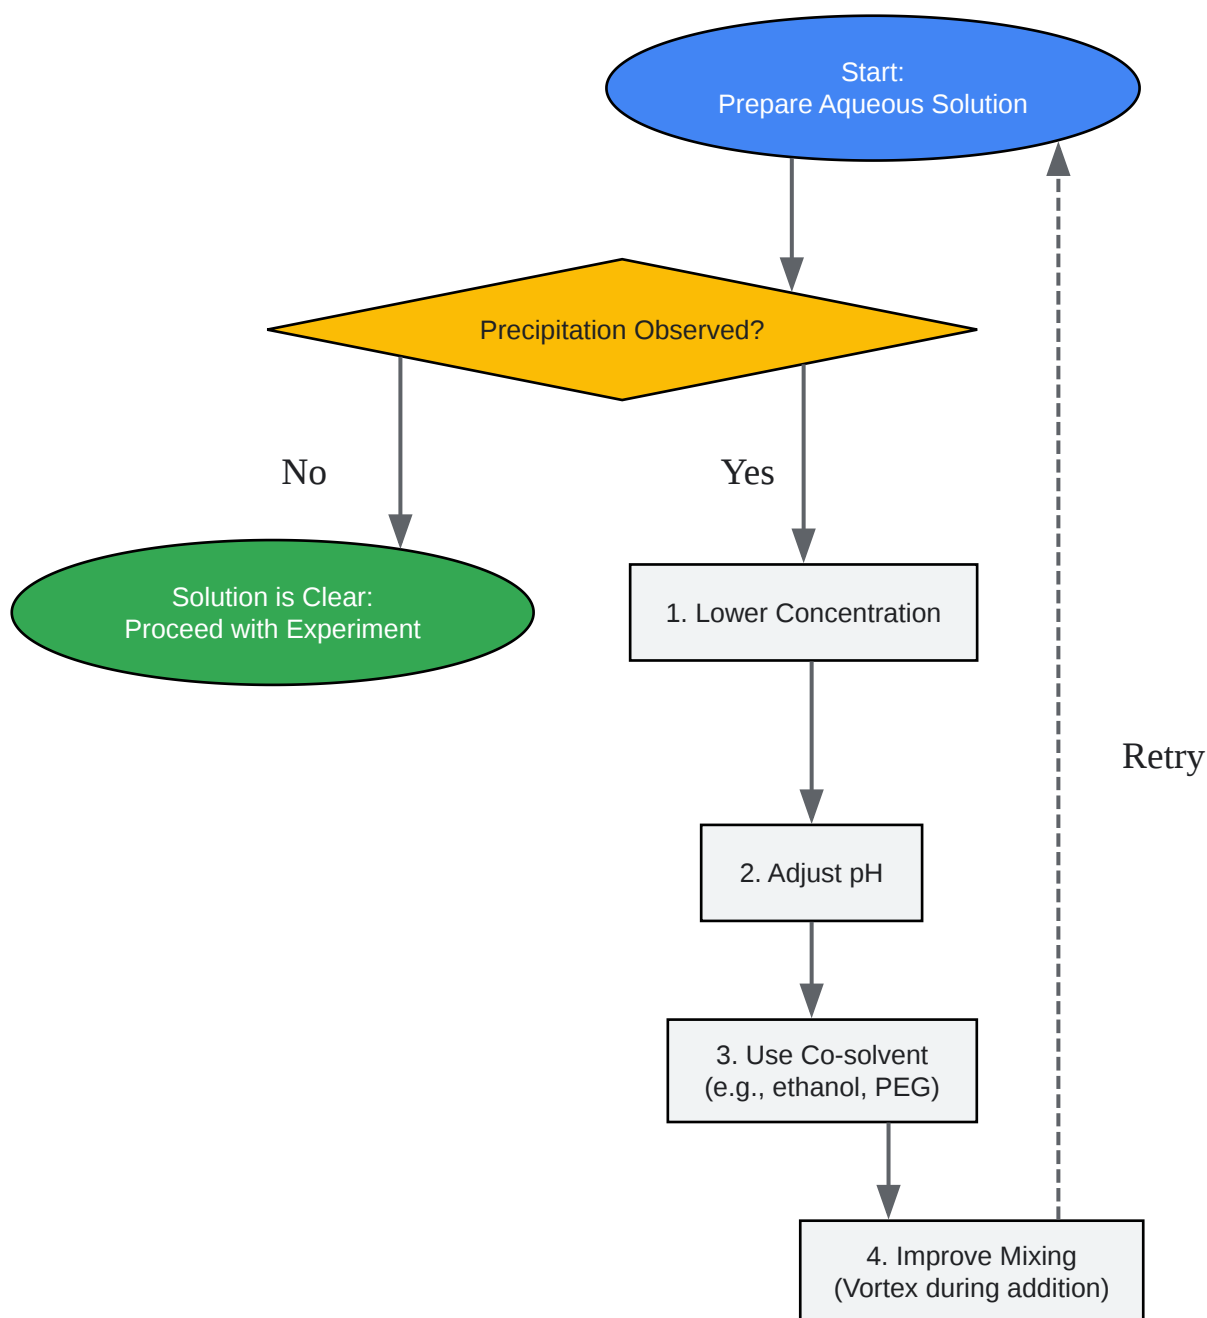 Start:
Prepare Aqueous Solution
Precipitation Observed?
No
Yes
Solution is Clear:
Proceed with Experiment
1. Lower Concentration
Retry
2. Adjust pH
3. Use Co-solvent
(e.g., ethanol, PEG)
4. Improve Mixing
(Vortex during addition)